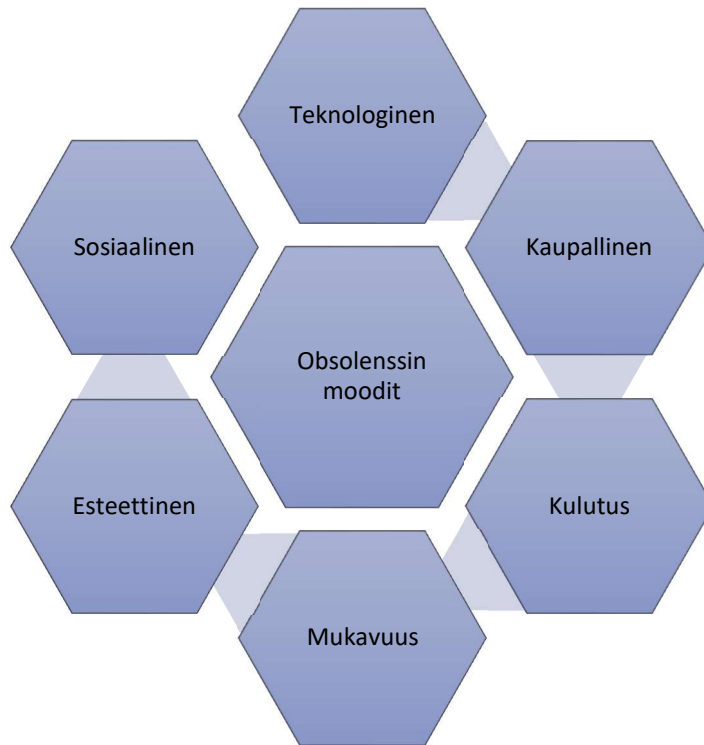 Teknologinen
Sosiaalinen
Kaupallinen
Obsolenssin
moodit
Esteettinen
Kulutus
Mukavuus